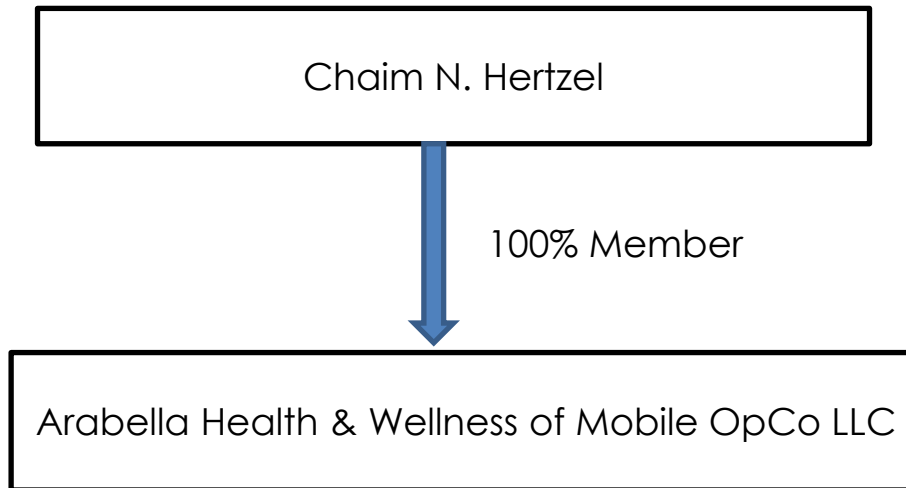 Chaim N. Hertzel
100% Member
Arabella Health & Wellness of Mobile OpCo LLC